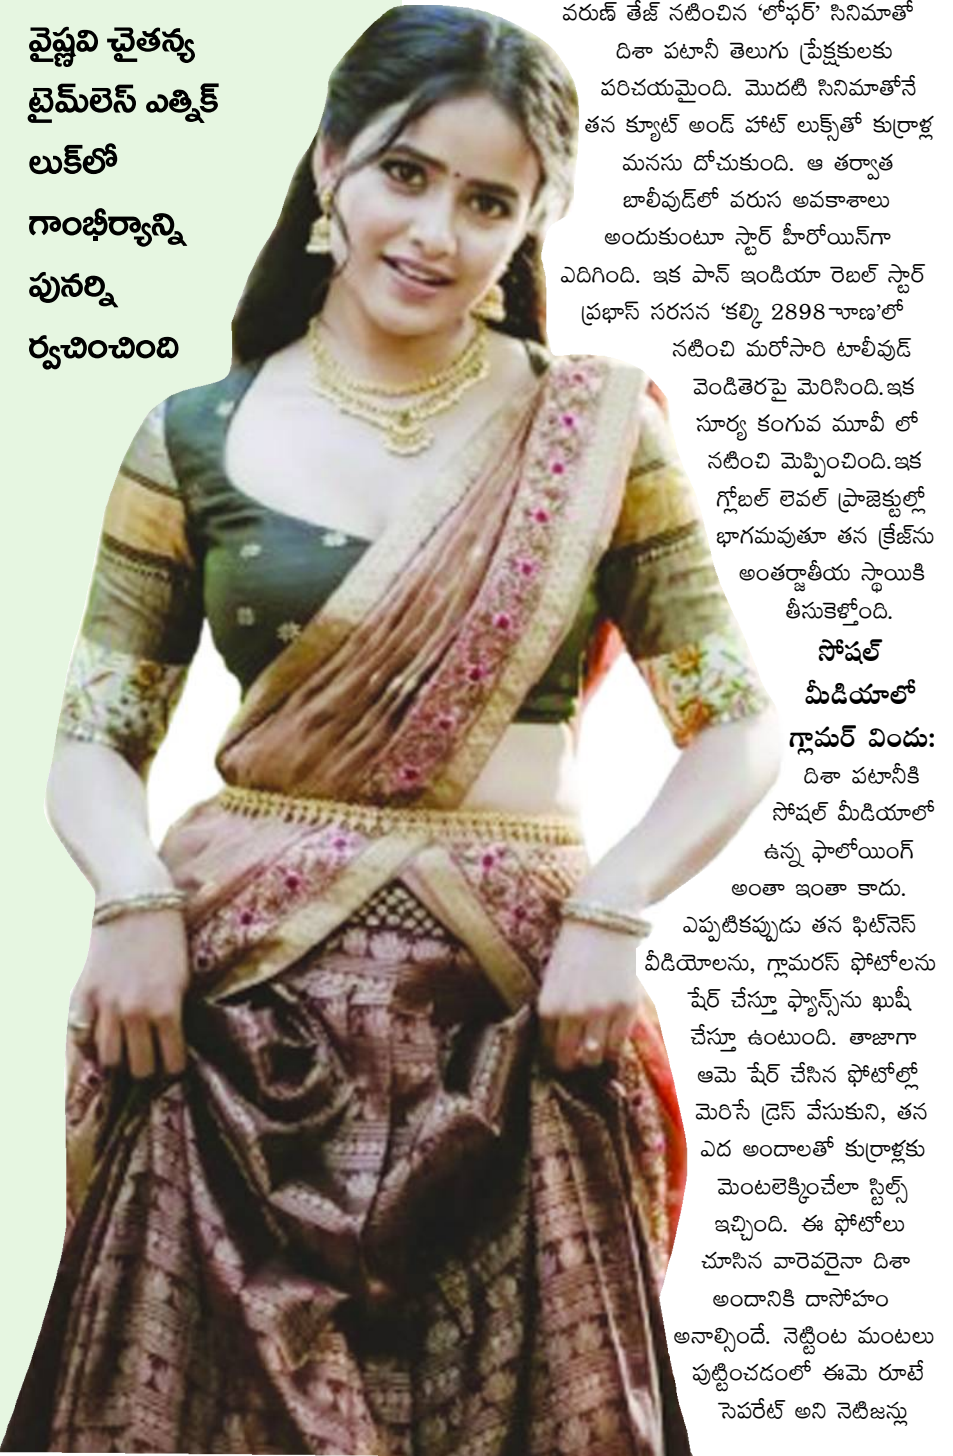 వైష్ణవి చైతన్య
టైమ్‌లెస్ ఎత్నిక్
లుక్‌లో
గాంభీర్యాన్ని
పునర్ని
ర్వచించింది
వరుణ్ తేజ్ నటించిన ‘లోఫర్’ సినిమాతో
దిశా పటానీ తెలుగు ప్రేక్షకులకు
పరిచయమైంది. మొదటి సినిమాతోనే
తన క్యూట్ అండ్ హాట్ లుక్స్‌తో కుర్రాళ్ల
మనసు దోచుకుంది. ఆ తర్వాత
బాలీవుడ్‌లో వరుస అవకాశాలు
అందుకుంటూ స్టార్ హీరోయిన్‌గా
ఎదిగింది. ఇక పాన్ ఇండియా రెబల్ స్టార్
ప్రభాస్ సరసన ‘కల్కి 2898
నటించి మరోసారి టాలీవుడ్
వెండితెరపై మెరిసింది.ఇక
సూర్య కంగువ మూవీ లో
నటించి మెప్పించింది.ఇక
గ్లోబల్ లెవల్ ప్రాజెక్టుల్లో
భాగమవుతూ తన క్రేజ్‌ను
అంతర్జాతీయ స్థాయికి
తీసుకెళ్తోంది.
సోషల్
మీడియాలో
గ్లామర్ విందు:
దిశా పటానీకి
సోషల్ మీడియాలో
ఉన్న ఫాలోయింగ్
అంతా ఇంతా కాదు.
ఎప్పటికప్పుడు తన ఫిట్‌నెస్
వీడియోలను, గ్లామరస్ ఫోటోలను
షేర్ చేస్తూ ఫ్యాన్స్‌ను ఖుషీ
చేస్తూ ఉంటుంది. తాజాగా
ఆమె షేర్ చేసిన ఫోటోల్లో
మెరిసే డ్రెస్ వేసుకుని, తన
ఎద అందాలతో కుర్రాళ్లకు
మెంటలెక్కించేలా స్టిల్స్
ఇచ్చింది. ఈ ఫోటోలు
చూసిన వారెవరైనా దిశా
అందానికి దాసోహం
అనాల్సిందే. నెట్టింట మంటలు
పుట్టించడంలో ఈమె రూటే
సెపరేట్ అని నెటిజన్లు